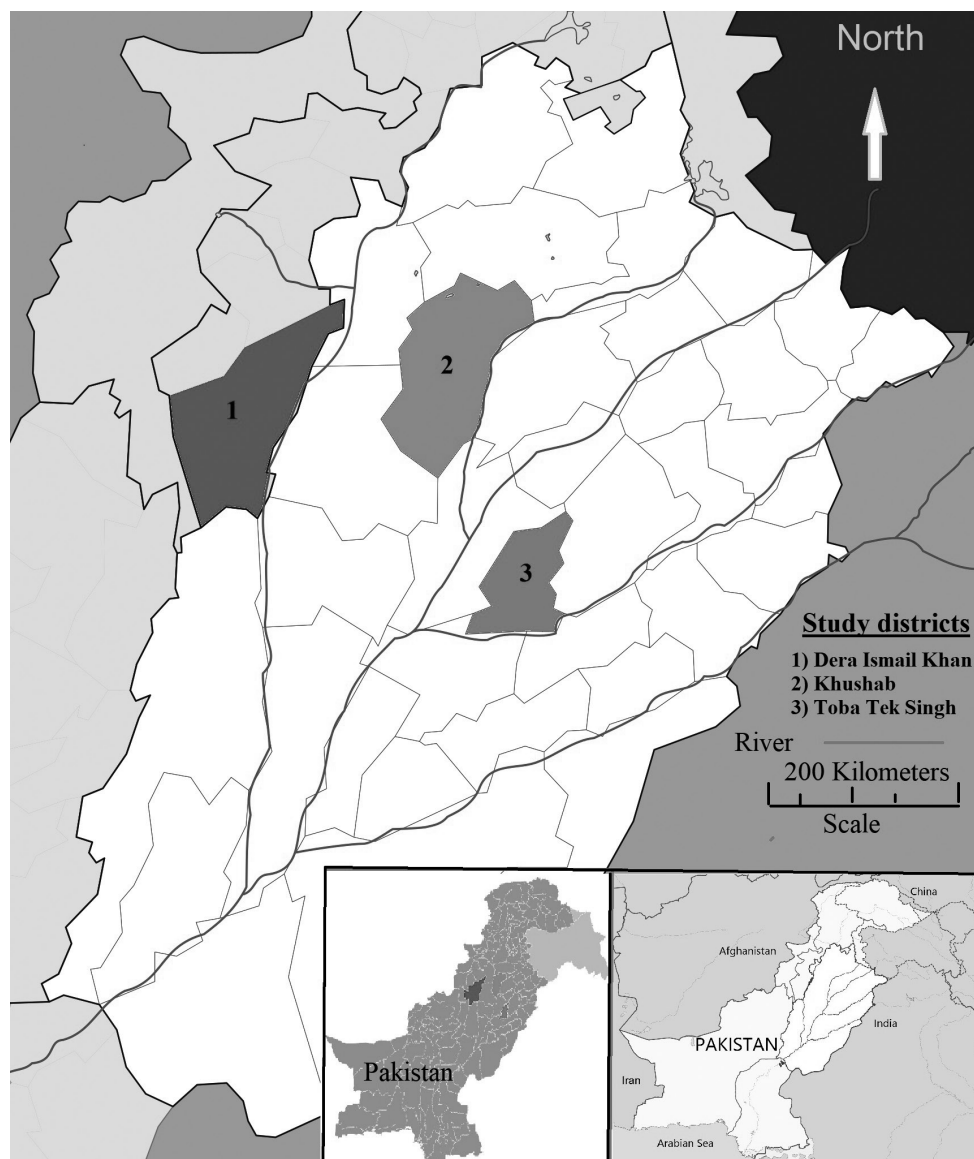 North
1
2
3
Study districts
1) Dera Ismail Khan
2) Khushab
3) Toba Tek Singh
River
200 Kilometers
Scale
Pakistan
China
Afghanistan
India
PAKISTAN
Iran
Arabian Sea